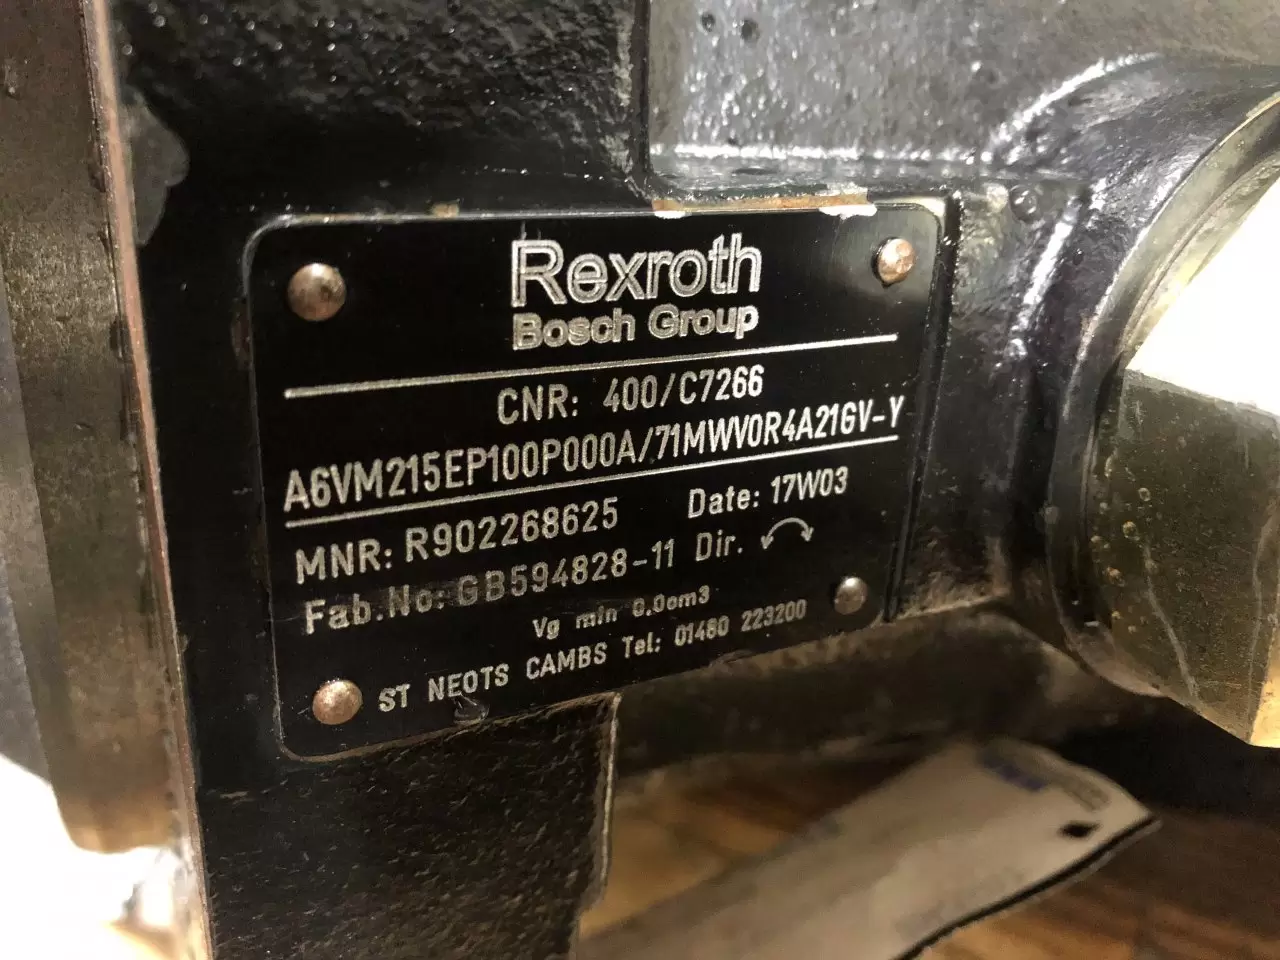 Rexroth
Bosch Group
CNR: 400/C7266
A6VM215EP100P000A/71MWV0R4A216V-Y
MNR: R902268625 Date: 17W03
Fab.No: GB594828-11 Dir.
Vg min 0.0cm3
ST NEOTS CAMBS Tel: 01480 223200